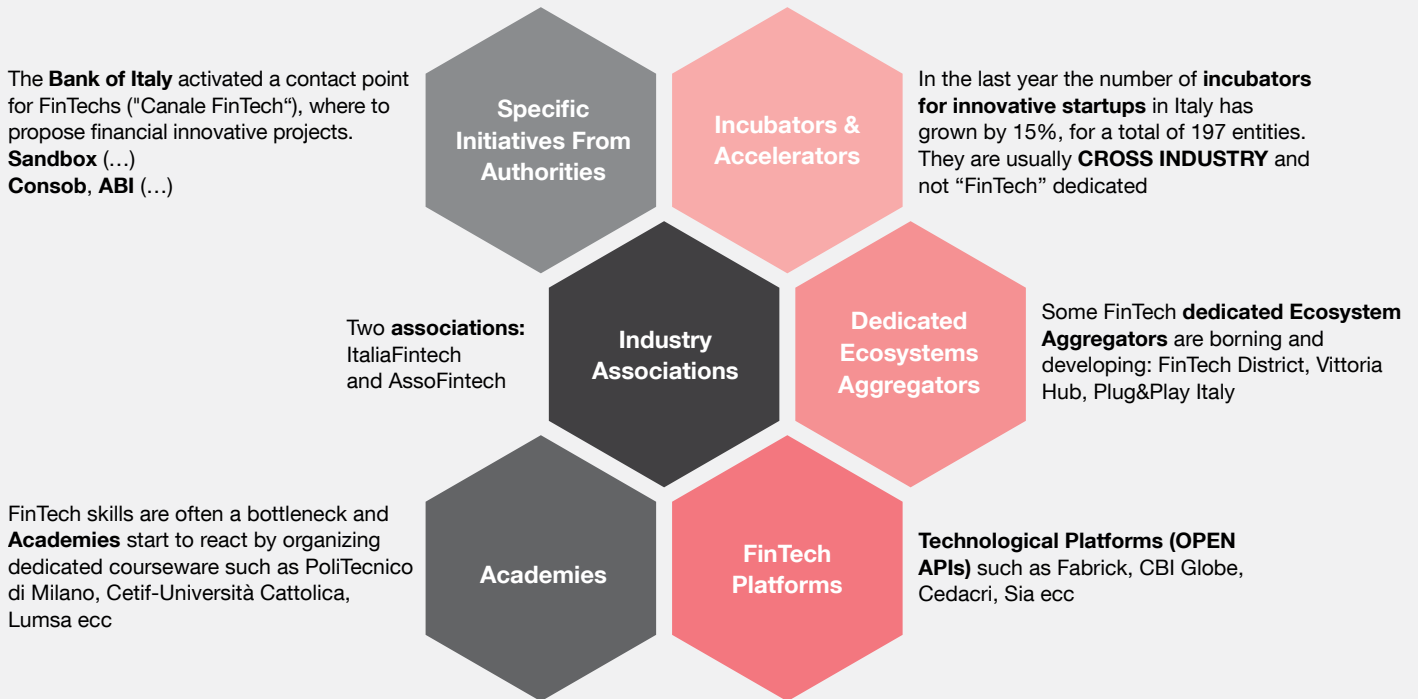 The Bank of Italy activated a contact point
for FinTechs ("Canale FinTech“), where to
propose financial innovative projects.
Sandbox (…)
Consob, ABI (…)
Specific
Initiatives From
Authorities
Incubators &
Accelerators
In the last year the number of incubators
for innovative startups in Italy has
grown by 15%, for a total of 197 entities.
They are usually CROSS INDUSTRY and
not “FinTech” dedicated
Two associations:
ItaliaFintech
and AssoFintech
Industry
Associations
Dedicated
Ecosystems
Aggregators
Some FinTech dedicated Ecosystem
Aggregators are borning and
developing: FinTech District, Vittoria
Hub, Plug&Play Italy
FinTech skills are often a bottleneck and
Academies start to react by organizing
dedicated courseware such as PoliTecnico
di Milano, Cetif-Università Cattolica,
Lumsa ecc
Academies
FinTech
Platforms
Technological Platforms (OPEN
APIs) such as Fabrick, CBI Globe,
Cedacri, Sia ecc